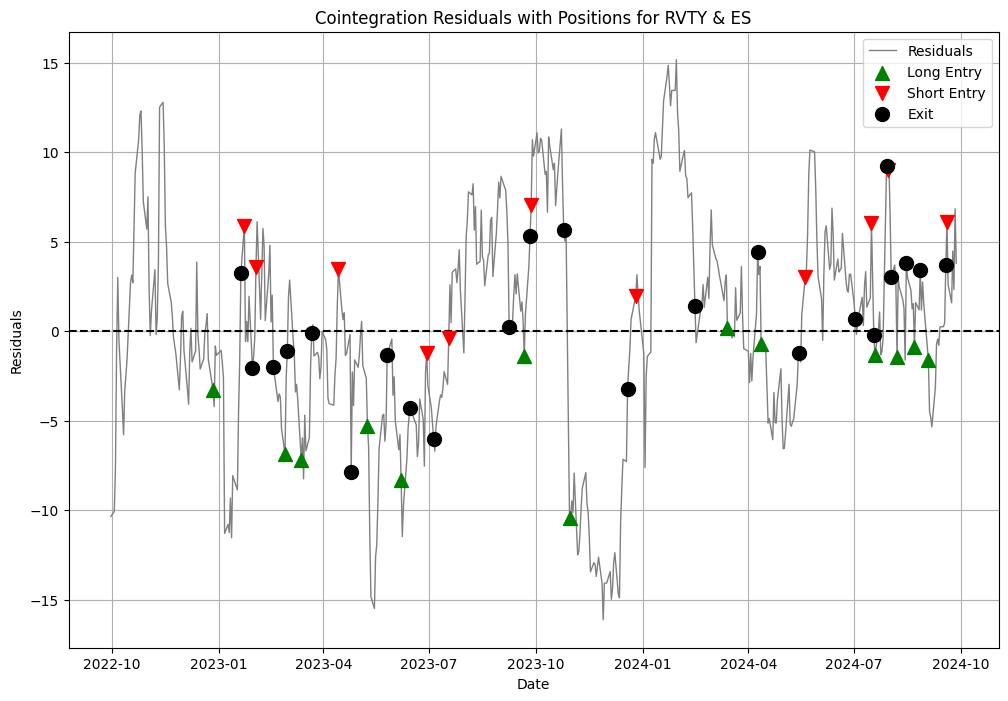 Cointegration Residuals with Positions for RVTY & ES
Residuals
Long Entry
Short Entry
Exit
15
10
5
0
−5
−10
−15
Residuals
2022-10
2023-01
2023-04
2023-07
2023-10
2024-01
2024-04
2024-07
2024-10
Date